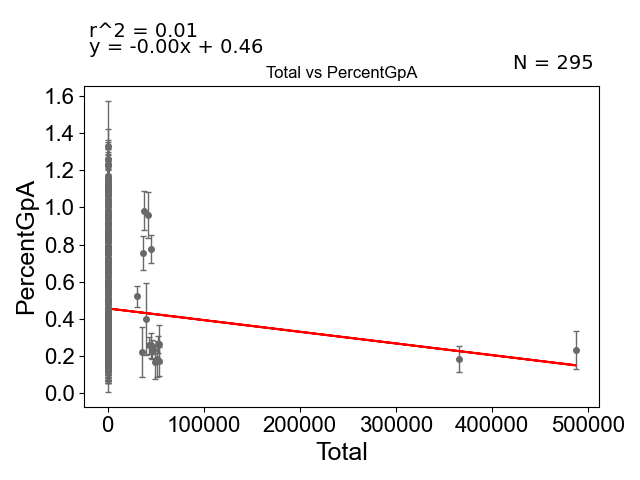 r^2 = 0.01
y = -0.00x + 0.46
N = 295
Total vs PercentGpA
1.6
1.4
1.2
1.0
0.8
0.6
0.4
0.2
0.0
PercentGpA
0 100000 200000 300000 400000 500000
Total